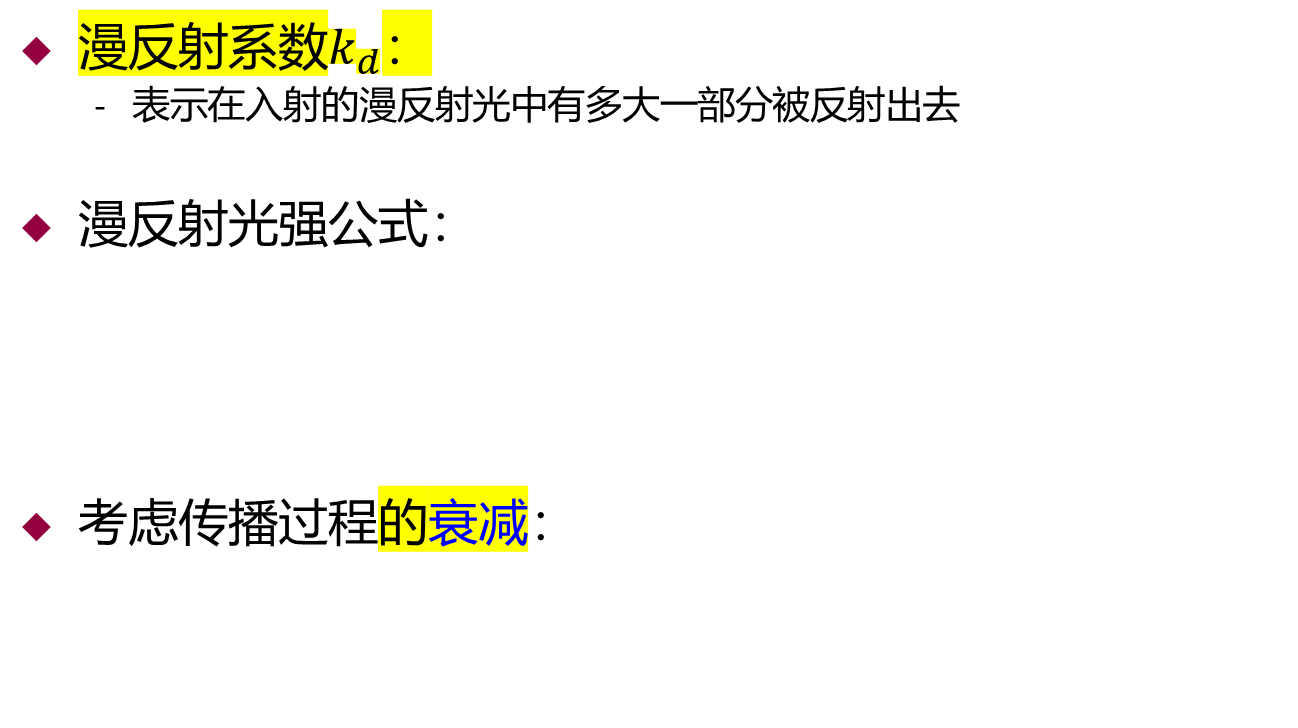 ◆ 漫反射系数k_d：
- 表示在入射的漫反射光中有多大一部分被反射出去
◆ 漫反射光强公式：
◆ 考虑传播过程的衰减：